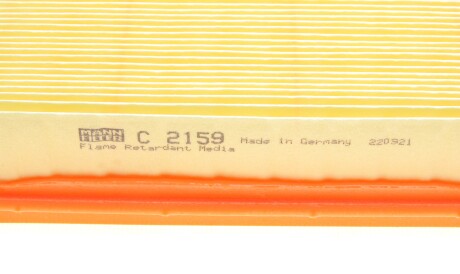 MANN FILTER C 2159 Made in Germany 220921
Flame Retardant Media